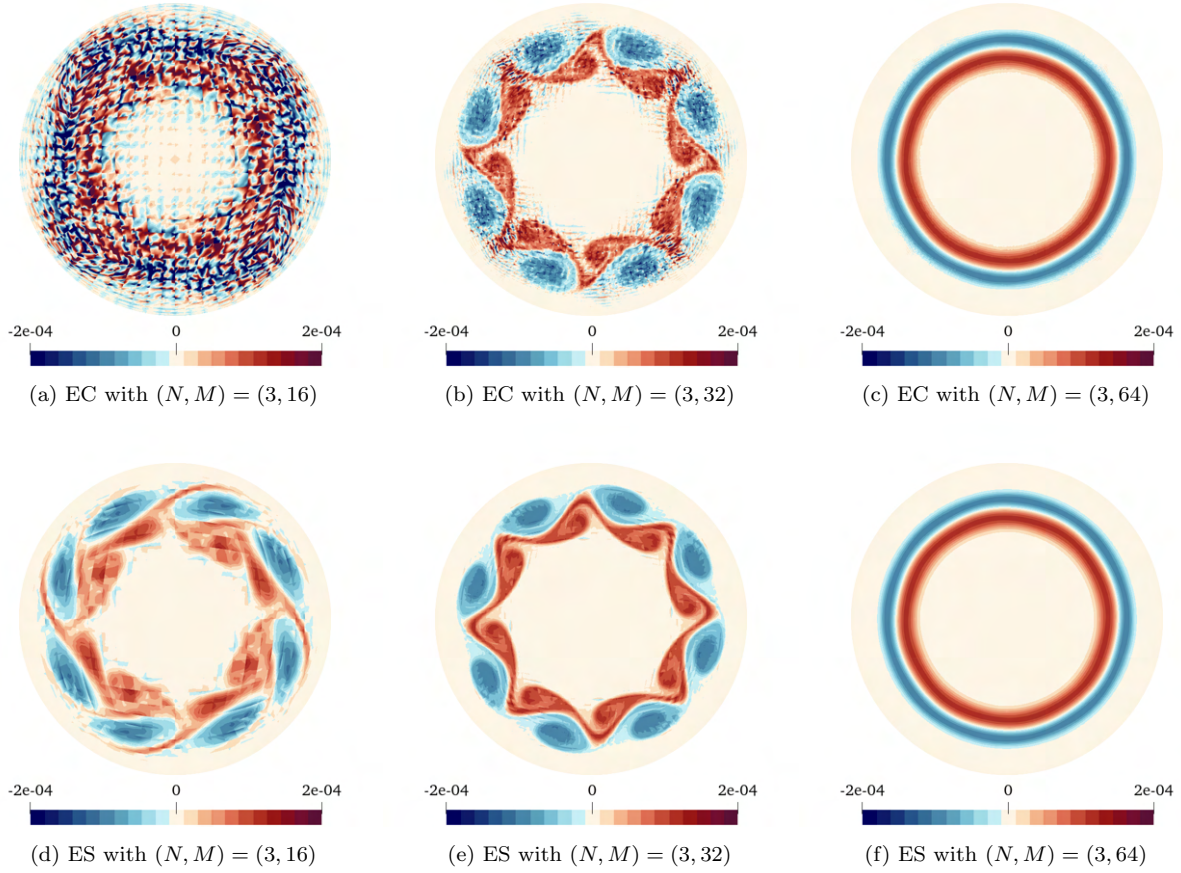 -2e-04 0 2e-04 -2e-04 0 2e-04 -2e-04 0 2e-04
(a) EC with (N, M) = (3, 16) (b) EC with (N, M) = (3, 32) (c) EC with (N, M) = (3, 64)
-2e-04 0 2e-04 -2e-04 0 2e-04 -2e-04 0 2e-04
(d) ES with (N, M) = (3, 16) (e) ES with (N, M) = (3, 32) (f) ES with (N, M) = (3, 64)